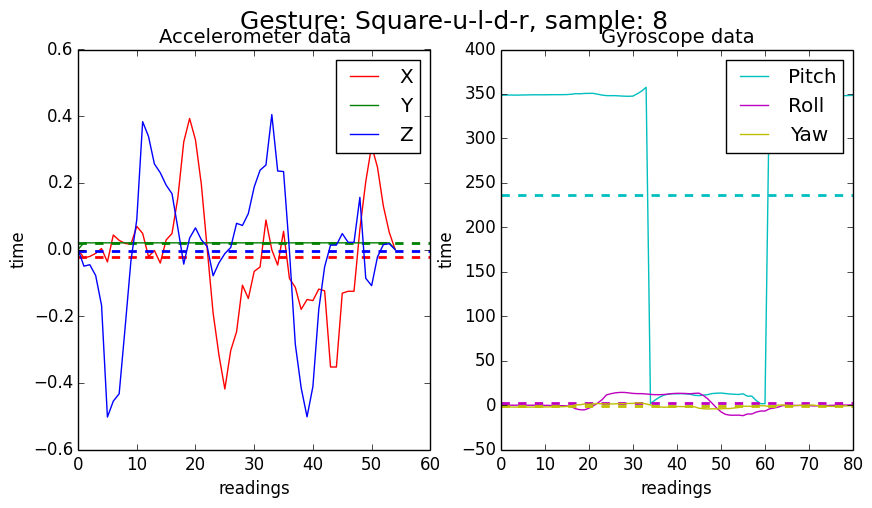 Gesture: Square-u-l-d-r, sample: 8
Accelerometer data
Gyroscope data
0.6
0.4
0.2
0.0
−0.2
−0.4
−0.6
time
0 10 20 30 40 50 60
readings
X
Y
Z
400
350
300
250
200
150
100
50
0
−50
time
0 10 20 30 40 50 60 70 80
readings
Pitch
Roll
Yaw